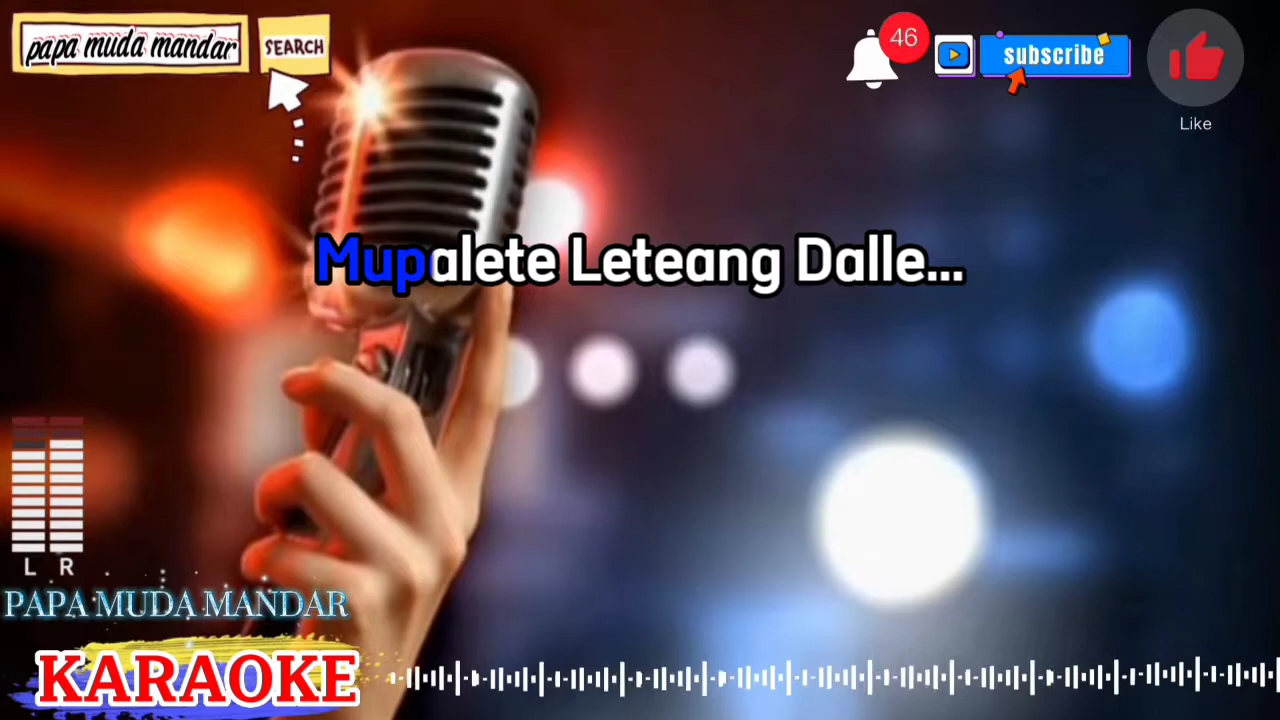 papa muda mandar
SEARCH
46
subscribe
Like
Mupalete Leteang Dalle...
L R
PAPA MUDA MANDAR
KARAOKE